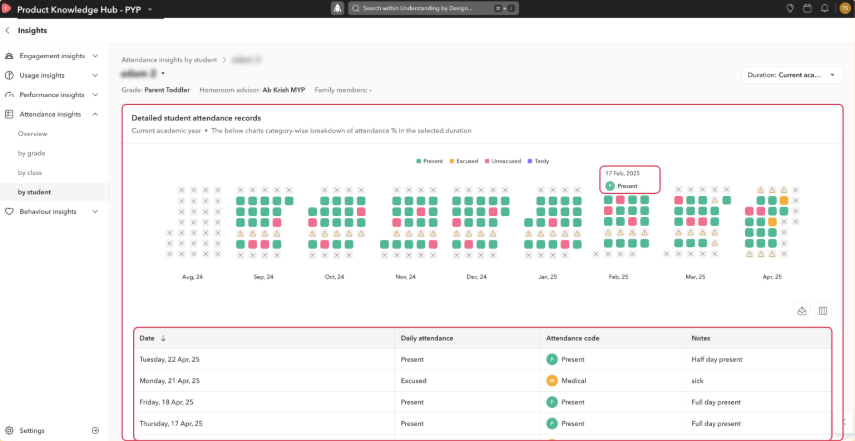 Product Knowledge Hub - PYP
Search within Understanding by Design...
⌘ + /
TS
Insights
Engagement insights
Usage insights
Performance insights
Attendance insights
Overview
by grade
by class
by student
Behaviour insights
Settings
Attendance insights by student
Grade: Parent Toddler Homeroom advisor: Ab Krish MYP Family members: -
Duration: Current aca...
Detailed student attendance records
Current academic year • The below charts category-wise breakdown of attendance % in the selected duration
Present Excused Unexcused Tardy
17 Feb, 2025
P Present
Aug, 24 Sep, 24 Oct, 24 Nov, 24 Dec, 24 Jan, 25 Feb, 25 Mar, 25 Apr, 25
Date ↓ Daily attendance Attendance code Notes
Tuesday, 22 Apr, 25 Present P Present Half day present
Monday, 21 Apr, 25 Excused M Medical sick
Friday, 18 Apr, 25 Present P Present Full day present
Thursday, 17 Apr, 25 Present P Present Full day present